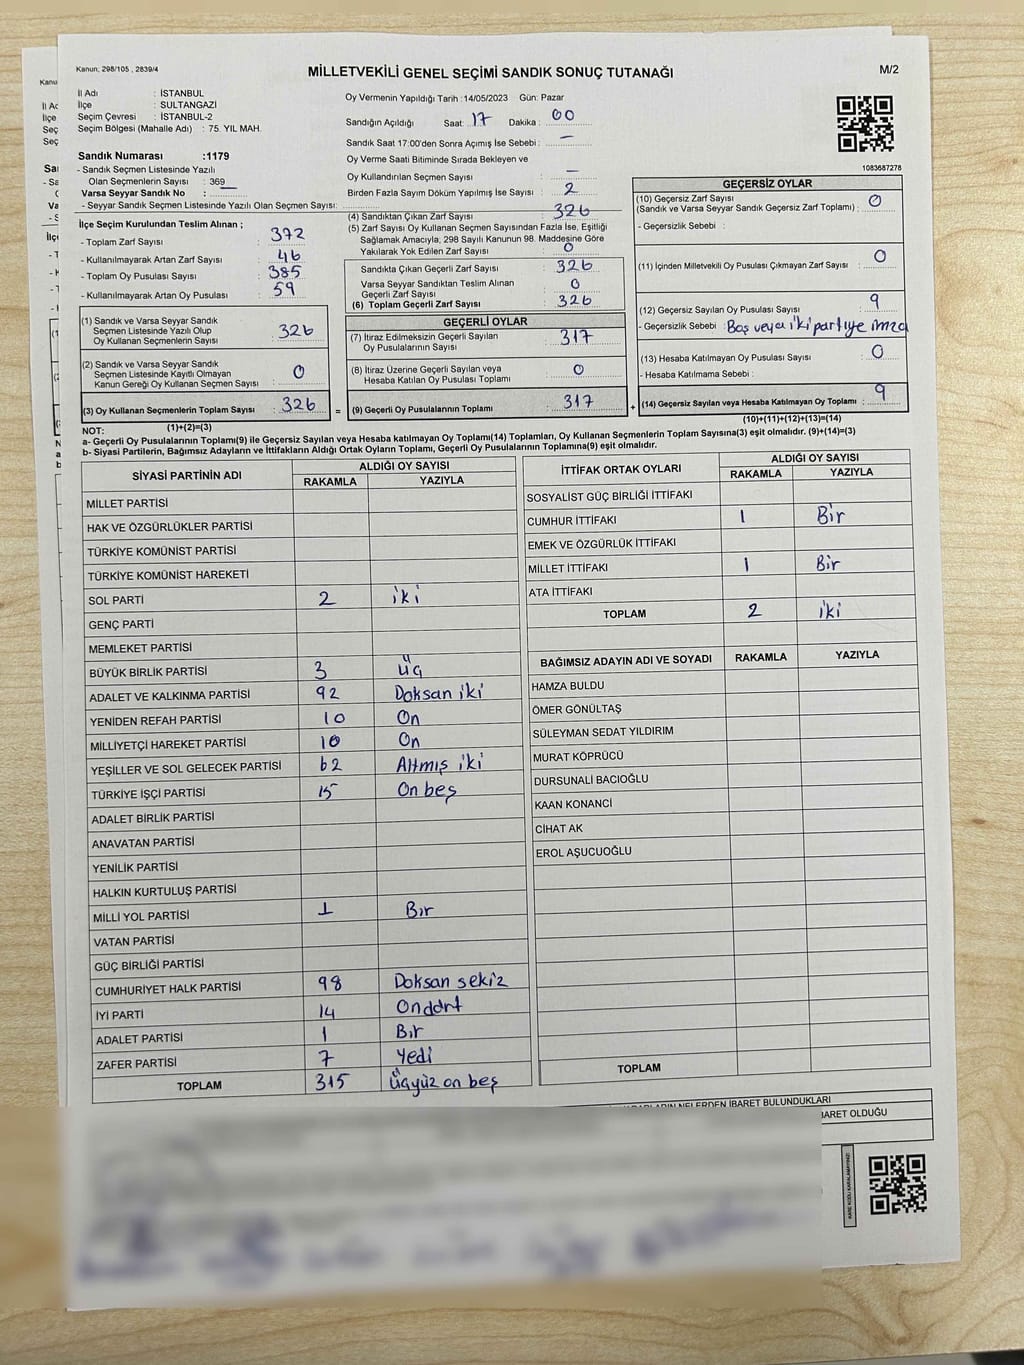 Kanun, 298/105 , 2839/4
MİLLETVEKİLİ GENEL SEÇİMİ SANDIK SONUÇ TUTANAĞI
M/2
İl Adı : İSTANBUL
İlçe : SULTANGAZİ
Seçim Çevresi : İSTANBUL-2
Seçim Bölgesi (Mahalle Adı) : 75. YIL MAH.
Sandık Numarası :1179
- Sandık Seçmen Listesinde Yazılı
Olan Seçmenlerin Sayısı : 369
Varsa Seyyar Sandık No :
- Seyyar Sandık Seçmen Listesinde Yazılı Olan Seçmen Sayısı:
Oy Vermenin Yapıldığı Tarih :14/05/2023 Gün: Pazar
Sandığın Açıldığı Saat: 17 Dakika : 00
Sandık Saat 17:00'den Sonra Açımış İse Sebebi : —
Oy Verme Saati Bitiminde Sırada Bekleyen ve
Oy Kullandırılan Seçmen Sayısı : —
Birden Fazla Sayım Döküm Yapılmış İse Sayısı : 2
1083687278
İlçe Seçim Kurulundan Teslim Alınan ;
- Toplam Zarf Sayısı : 372
- Kullanılmayarak Artan Zarf Sayısı : 46
- Toplam Oy Pusulası Sayısı : 385
- Kullanılmayarak Artan Oy Pusulası : 59
(1) Sandık ve Varsa Seyyar Sandık
Seçmen Listesinde Yazılı Olup
Oy Kullanan Seçmenlerin Sayısı : 326
(2) Sandık ve Varsa Seyyar Sandık
Seçmen Listesinde Kayıtlı Olmayan
Kanun Gereği Oy Kullanan Seçmen Sayısı : 0
(3) Oy Kullanan Seçmenlerin Toplam Sayısı : 326
(1)+(2)=(3)
(4) Sandıktan Çıkan Zarf Sayısı : 326
(5) Zarf Sayısı Oy Kullanan Seçmen Sayısından Fazla İse, Eşitliği
Sağlamak Amacıyla, 298 Sayılı Kanunun 98. Maddesine Göre
Yakılarak Yok Edilen Zarf Sayısı : 0
Sandıkta Çıkan Geçerli Zarf Sayısı : 326
Varsa Seyyar Sandıktan Teslim Alınan
Geçerli Zarf Sayısı : 0
(6) Toplam Geçerli Zarf Sayısı : 326
GEÇERLİ OYLAR
(7) İtiraz Edilmeksizin Geçerli Sayılan
Oy Pusulalarının Sayısı : 317
(8) İtiraz Üzerine Geçerli Sayılan veya
Hesaba Katılan Oy Pusulası Toplamı : 0
= (9) Geçerli Oy Pusulalarının Toplamı : 317
GEÇERSİZ OYLAR
(10) Geçersiz Zarf Sayısı
(Sandık ve Varsa Seyyar Sandık Geçersiz Zarf Toplamı) : 0
- Geçersizlik Sebebi :
(11) İçinden Milletvekili Oy Pusulası Çıkmayan Zarf Sayısı : 0
(12) Geçersiz Sayılan Oy Pusulası Sayısı : 9
- Geçersizlik Sebebi : Boş veya iki partiye imza
(13) Hesaba Katılmayan Oy Pusulası Sayısı : 0
- Hesaba Katılmama Sebebi :
+ (14) Geçersiz Sayılan veya Hesaba Katılmayan Oy Toplamı : 9
(10)+(11)+(12)+(13)=(14)
NOT:
a- Geçerli Oy Pusulalarının Toplamı(9) ile Geçersiz Sayılan veya Hesaba katılmayan Oy Toplamı(14) Toplamları, Oy Kullanan Seçmenlerin Toplam Sayısına(3) eşit olmalıdır. (9)+(14)=(3)
b- Siyasi Partilerin, Bağımsız Adayların ve İttifakların Aldığı Ortak Oyların Toplamı, Geçerli Oy Pusulalarının Toplamına(9) eşit olmalıdır.
SİYASİ PARTİNİN ADI ALDIĞI OY SAYISI
RAKAMLA YAZIYLA
MİLLET PARTİSİ
HAK VE ÖZGÜRLÜKLER PARTİSİ
TÜRKİYE KOMÜNİST PARTİSİ
TÜRKİYE KOMÜNİST HAREKETİ
SOL PARTİ 2 iki
GENÇ PARTİ
MEMLEKET PARTİSİ
BÜYÜK BİRLİK PARTİSİ 3 üç
ADALET VE KALKINMA PARTİSİ 92 Doksan iki
YENİDEN REFAH PARTİSİ 10 On
MİLLİYETÇİ HAREKET PARTİSİ 10 On
YEŞİLLER VE SOL GELECEK PARTİSİ 62 Altmış iki
TÜRKİYE İŞÇİ PARTİSİ 15 On beş
ADALET BİRLİK PARTİSİ
ANAVATAN PARTİSİ
YENİLİK PARTİSİ
HALKIN KURTULUŞ PARTİSİ
MİLLİ YOL PARTİSİ 1 Bir
VATAN PARTİSİ
GÜÇ BİRLİĞİ PARTİSİ
CUMHURİYET HALK PARTİSİ 98 Doksan sekiz
İYİ PARTİ 14 Ondört
ADALET PARTİSİ 1 Bir
ZAFER PARTİSİ 7 Yedi
TOPLAM 315 üçyüz on beş
İTTİFAK ORTAK OYLARI ALDIĞI OY SAYISI
RAKAMLA YAZIYLA
SOSYALİST GÜÇ BİRLİĞİ İTTİFAKI
CUMHUR İTTİFAKI 1 Bir
EMEK VE ÖZGÜRLÜK İTTİFAKI
MİLLET İTTİFAKI 1 Bir
ATA İTTİFAKI
TOPLAM 2 iki
BAĞIMSIZ ADAYIN ADI VE SOYADI RAKAMLA YAZIYLA
HAMZA BULDU
ÖMER GÖNÜLTAŞ
SÜLEYMAN SEDAT YILDIRIM
MURAT KÖPRÜCÜ
DURSUNALİ BACIOĞLU
KAAN KONANCİ
CİHAT AK
EROL AŞUCUOĞLU
TOPLAM
NELERDEN İBARET BULUNDUKLARI
BARET OLDUĞU